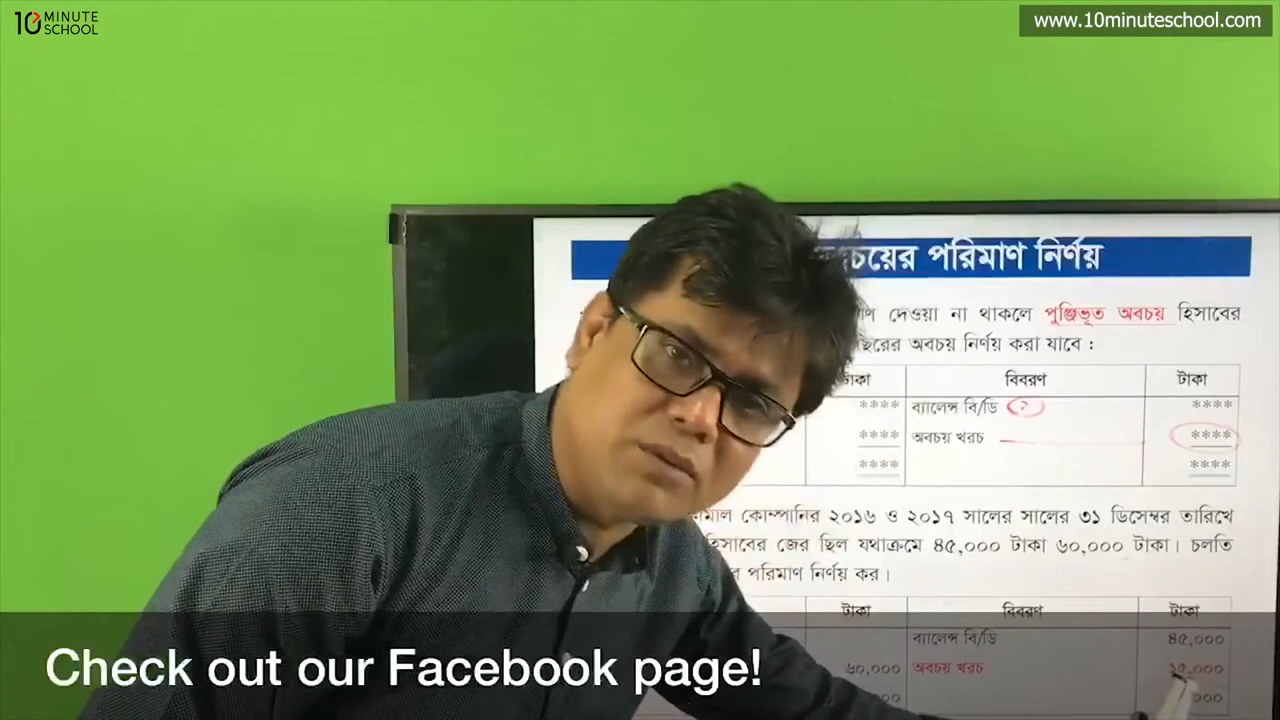 10 MINUTE SCHOOL
www.10minuteschool.com
পরিমাণ নির্ণয়
দেওয়া না থাকলে পুঞ্জিভূত অবচয় হিসাবের
অবচয় নির্ণয় করা যাবে :
টাকা বিবরণ টাকা
**** ব্যালেন্স বি/ডি ****
**** অবচয় খরচ ****
**** ****
কোম্পানির ২০১৬ ও ২০১৭ সালের সালের ৩১ ডিসেম্বর তারিখে
হিসাবের জের ছিল যথাক্রমে ৪৫,০০০ টাকা ৬০,০০০ টাকা। চলতি
পরিমাণ নির্ণয় কর।
টাকা বিবরণ টাকা
ব্যালেন্স বি/ডি ৪৫,০০০
৬০,০০০ অবচয় খরচ ১৫,০০০
Check out our Facebook page!